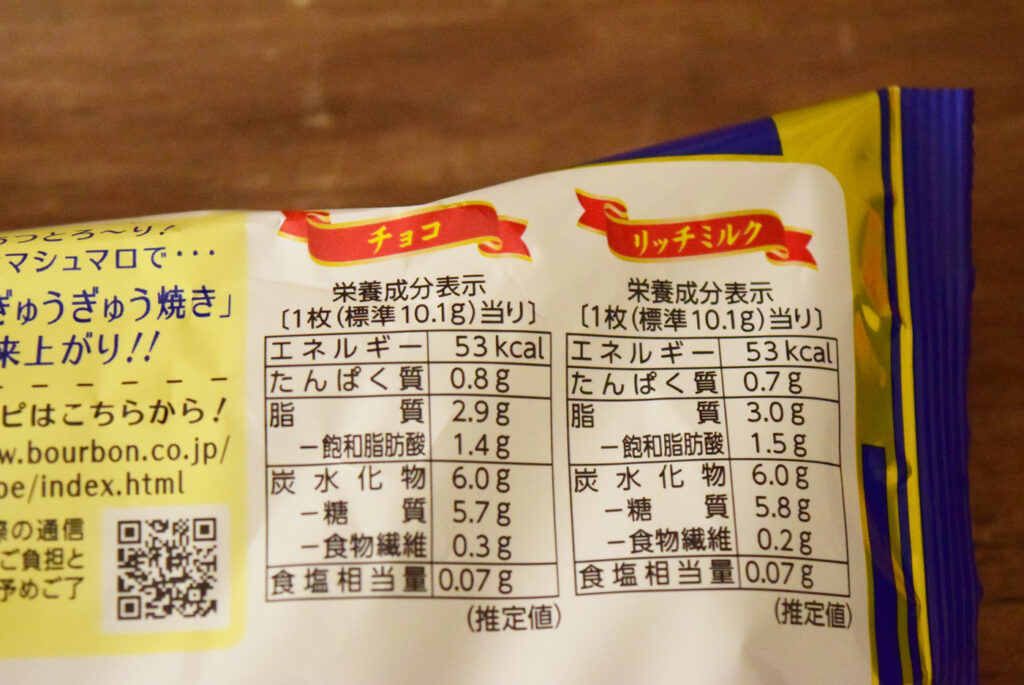 とろ〜り!
マシュマロで・・・
ぎゅうぎゅう焼き」
来上がり!!
ピはこちらから!
w.bourbon.co.jp/
pe/index.html
際の通信
ご負担と
予めご了
チョコ
栄養成分表示
〔1枚(標準10.1g)当り〕
エネルギー 53kcal
たんぱく質 0.8g
脂質 2.9g
-飽和脂肪酸 1.4g
炭水化物 6.0g
-糖質 5.7g
-食物繊維 0.3g
食塩相当量 0.07g
(推定値)
リッチミルク
栄養成分表示
〔1枚(標準10.1g)当り〕
エネルギー 53kcal
たんぱく質 0.7g
脂質 3.0g
-飽和脂肪酸 1.5g
炭水化物 6.0g
-糖質 5.8g
-食物繊維 0.2g
食塩相当量 0.07g
(推定値)